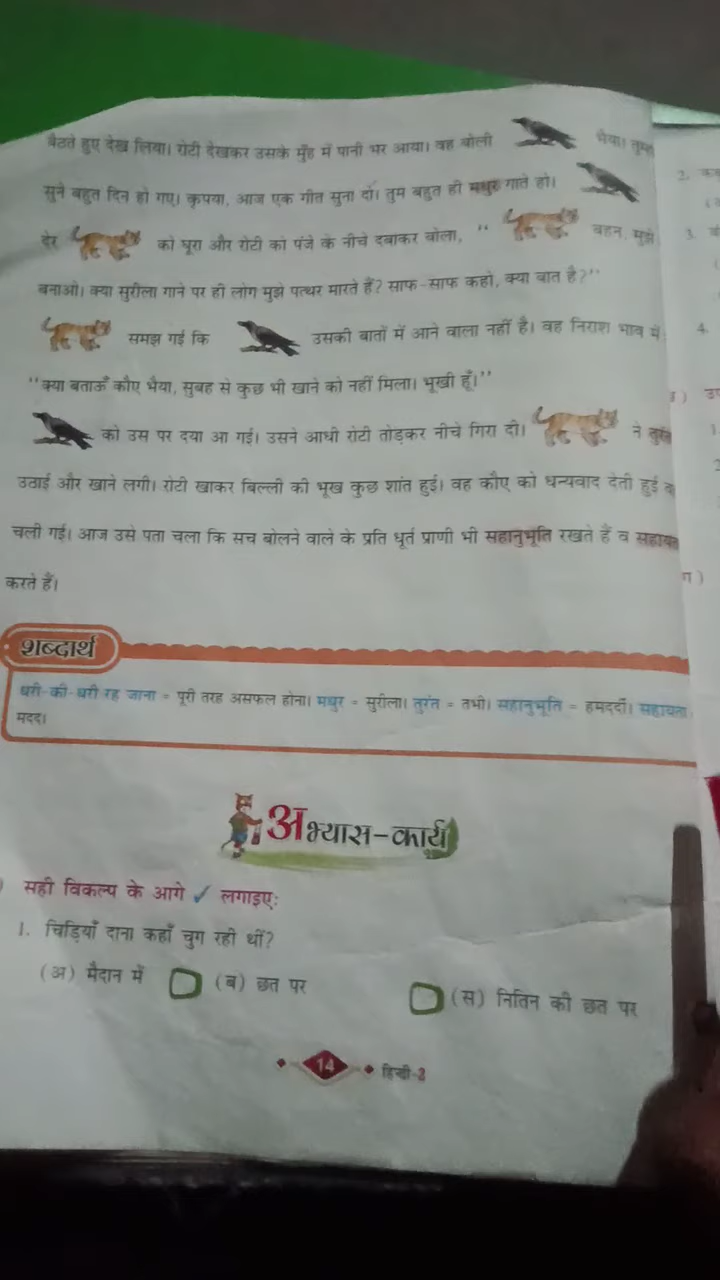 बैठते हुए देख लिया। रोटी देखकर उसके मुँह में पानी भर आया। वह बोली भैया! तुम्हें
सुने बहुत दिन हो गए। कृपया, आज एक गीत सुना दो। तुम बहुत ही मधुर गाते हो।
देर को घूरा और रोटी को पंजे के नीचे दबाकर बोला, '' बहन, मुझे
बनाओ। क्या सुरीला गाने पर ही लोग मुझे पत्थर मारते हैं? साफ-साफ कहो, क्या बात है?''
समझ गई कि उसकी बातों में आने वाला नहीं है। वह निराश भाव में
''क्या बताऊँ कौए भैया, सुबह से कुछ भी खाने को नहीं मिला। भूखी हूँ।''
को उस पर दया आ गई। उसने आधी रोटी तोड़कर नीचे गिरा दी। ने तुरंत
उठाई और खाने लगी। रोटी खाकर बिल्ली की भूख कुछ शांत हुई। वह कौए को धन्यवाद देती हुई
चली गई। आज उसे पता चला कि सच बोलने वाले के प्रति धूर्त प्राणी भी सहानुभूति रखते हैं व सहायता
करते हैं।
शब्दार्थ
धरी-की-धरी रह जाना = पूरी तरह असफल होना। मधुर = सुरीला। तुरंत = तभी। सहानुभूति = हमदर्दी। सहायता
मदद।
अभ्यास-कार्य
) सही विकल्प के आगे ✓ लगाइए:
1. चिड़ियाँ दाना कहाँ चुग रही थीं?
(अ) मैदान में (ब) छत पर (स) नितिन की छत पर
14 हिन्दी-2
2.
3.
4.
1.